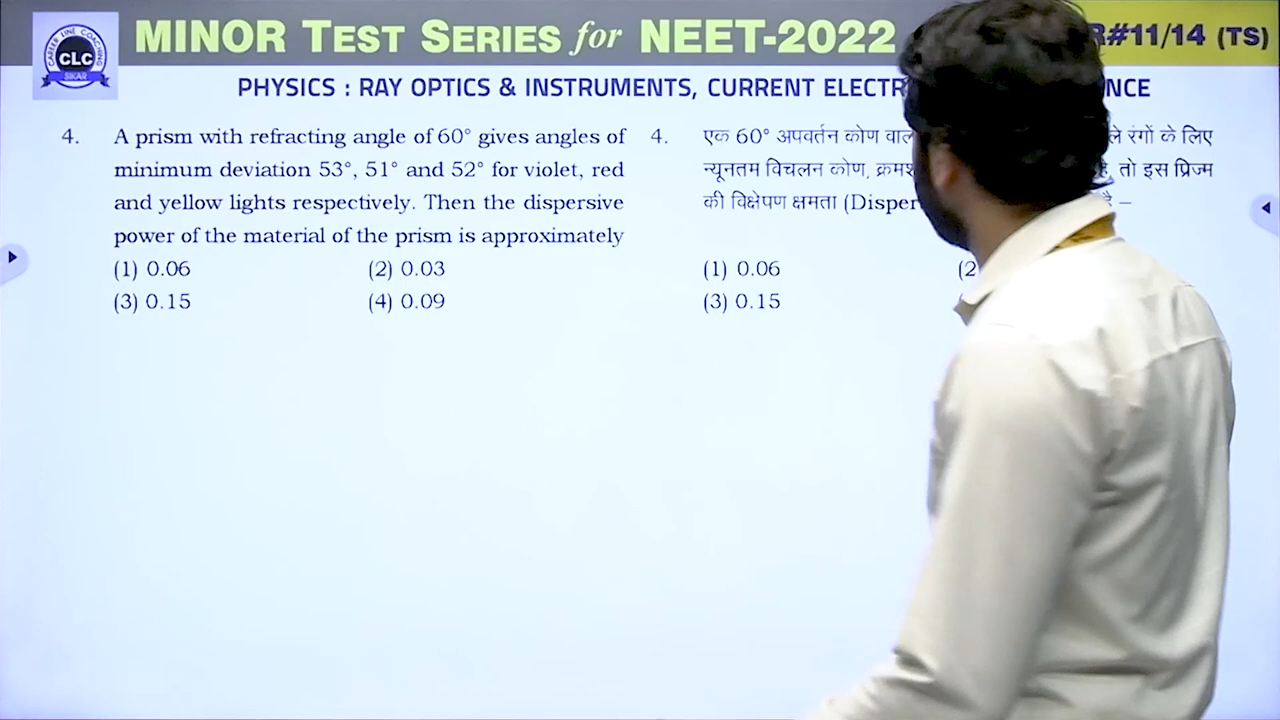 CAREER LINE COACHING
CLC
SIKAR
MINOR TEST SERIES for NEET-2022
R#11/14 (TS)
PHYSICS : RAY OPTICS & INSTRUMENTS, CURRENT
4. A prism with refracting angle of 60° gives angles of
minimum deviation 53°, 51° and 52° for violet, red
and yellow lights respectively. Then the dispersive
power of the material of the prism is approximately
(1) 0.06 (2) 0.03
(3) 0.15 (4) 0.09
4. एक 60° अपवर्तन कोण रंगों के लिए
न्यूनतम विचलन कोण, तो इस प्रिज्म
की विक्षेपण क्षमता है –
(1) 0.06 (2
(3) 0.15